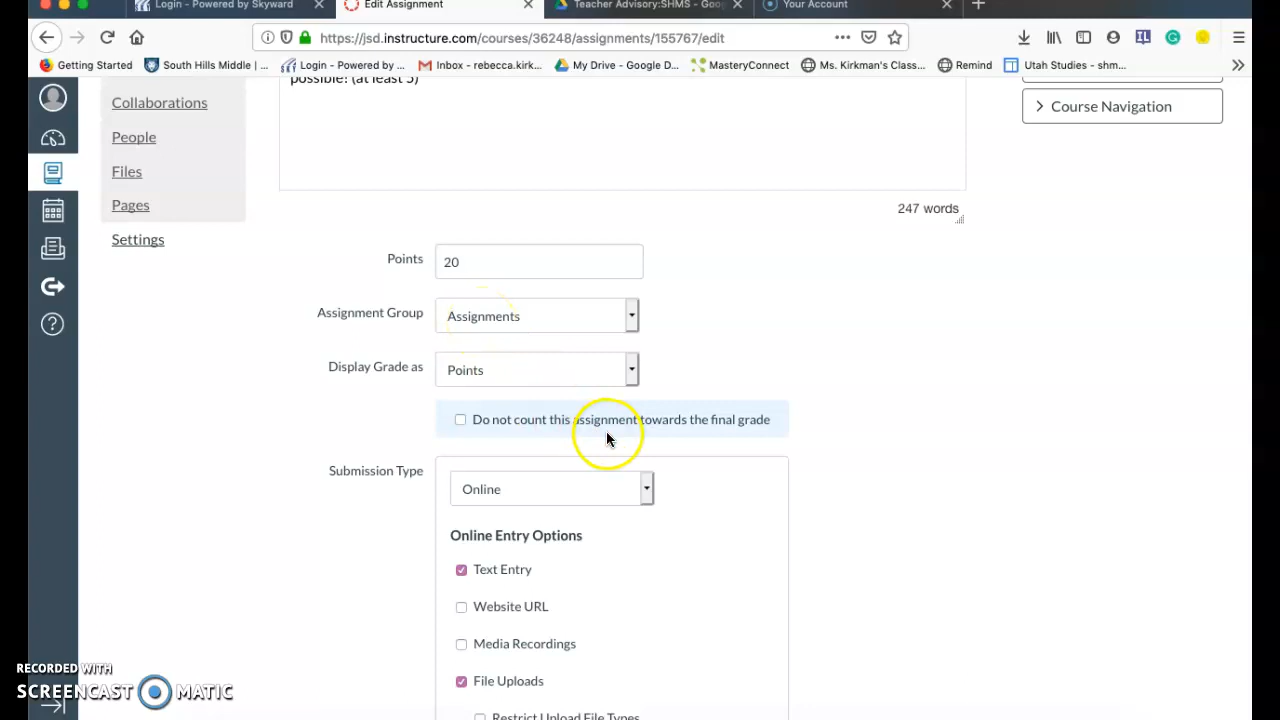 Login - Powered by Skyward
Edit Assignment
Teacher Advisory:SHMS - Goo
Your Account
https://jsd.instructure.com/courses/36248/assignments/155767/edit
Getting Started
South Hills Middle | ...
Login - Powered by ...
Inbox - rebecca.kirk...
My Drive - Google D...
MasteryConnect
Ms. Kirkman's Class...
Remind
Utah Studies - shm...
possible! (at least 5)
Collaborations
People
Files
Pages
Settings
Course Navigation
247 words
Points
20
Assignment Group
Assignments
Display Grade as
Points
Do not count this assignment towards the final grade
Submission Type
Online
Online Entry Options
Text Entry
Website URL
Media Recordings
File Uploads
Restrict Upload File Types
RECORDED WITH
SCREENCAST MATIC